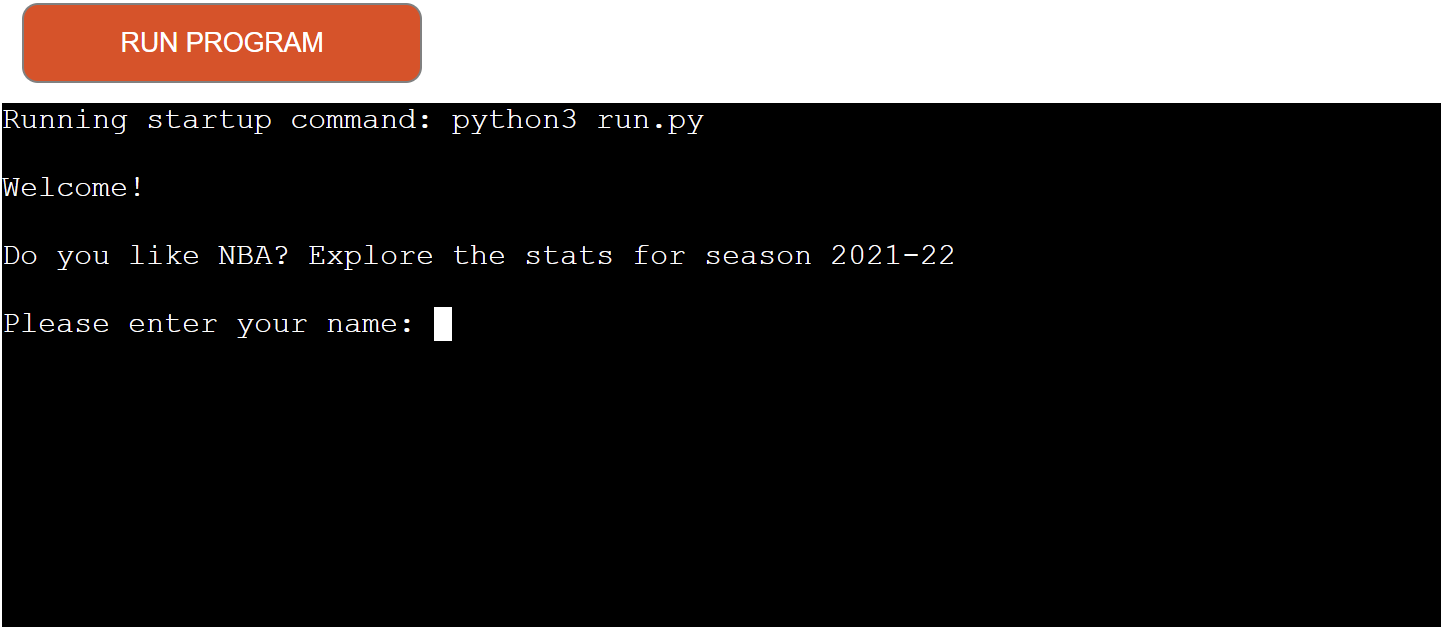 RUN PROGRAM
Running startup command: python3 run.py
Welcome!
Do you like NBA? Explore the stats for season 2021-22
Please enter your name: